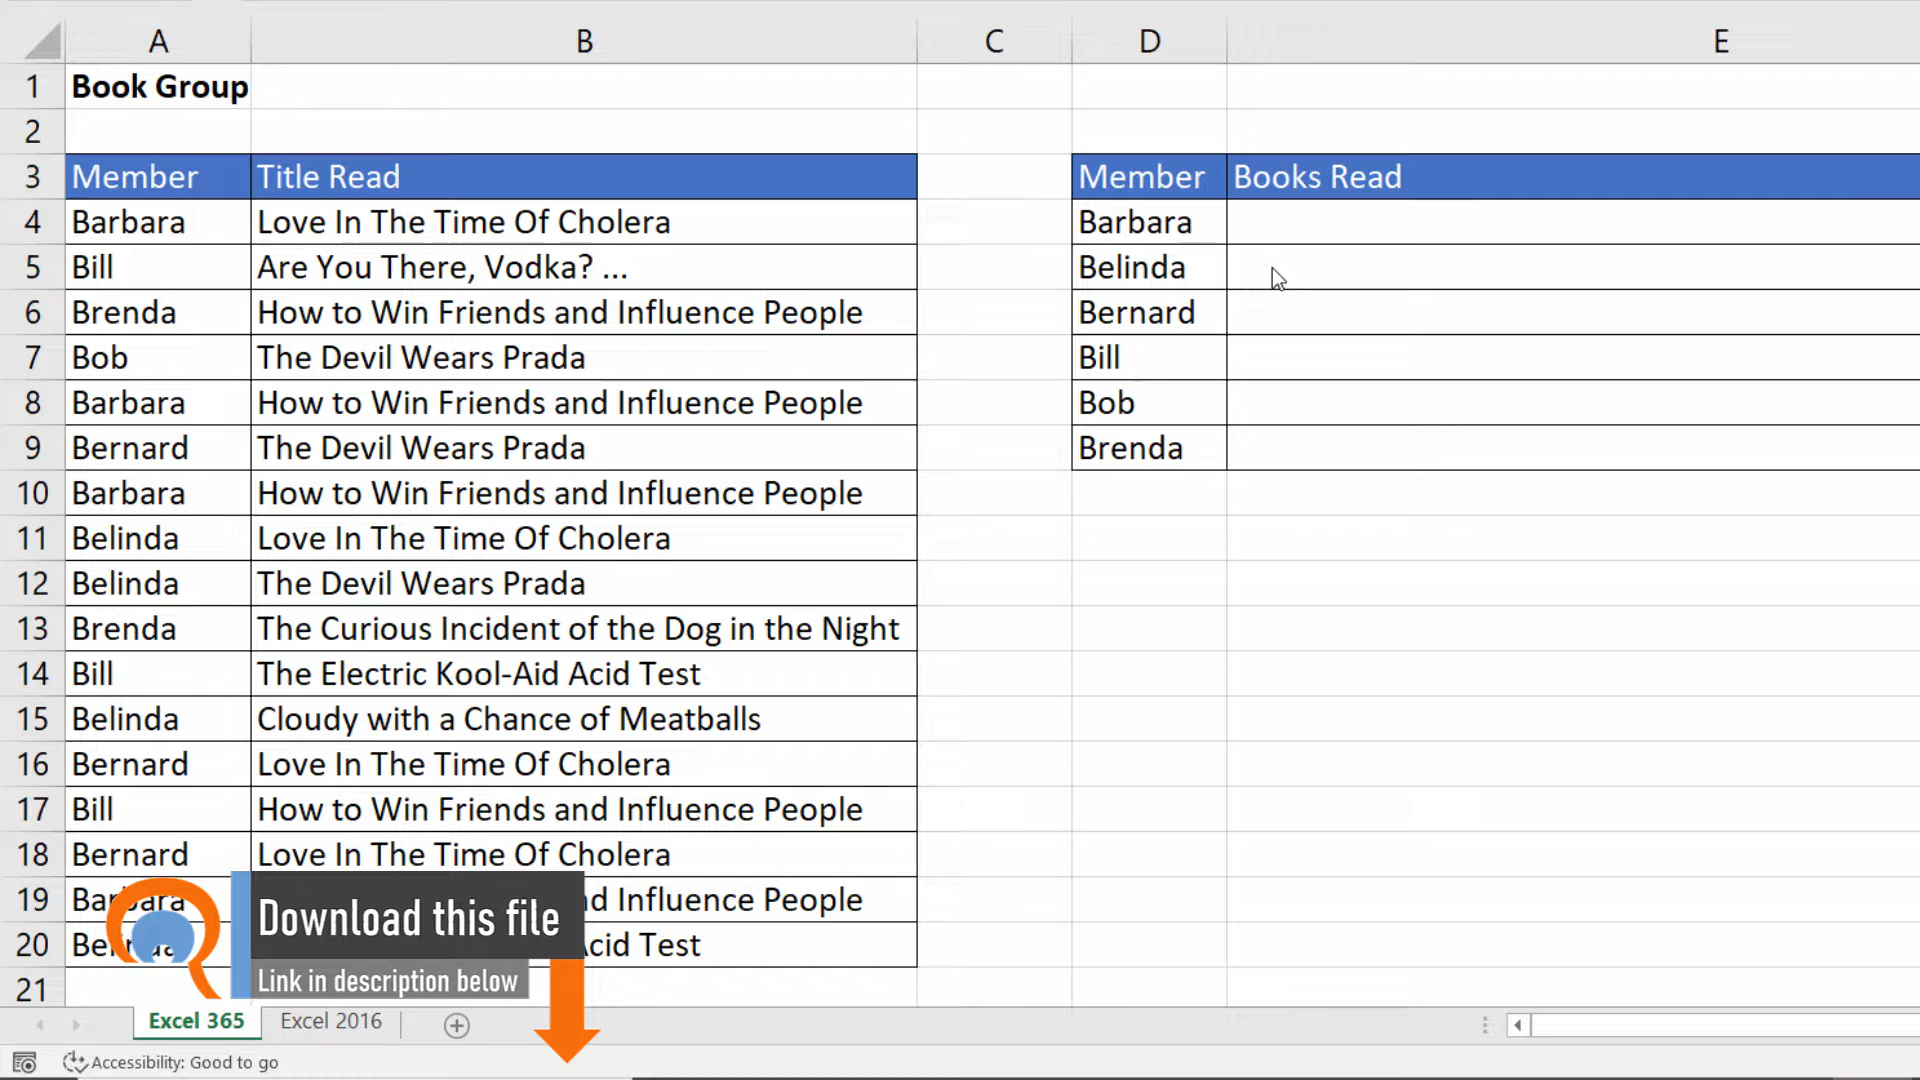 A B C D E
1 Book Group
2
3 Member Title Read Member Books Read
4 Barbara Love In The Time Of Cholera Barbara
5 Bill Are You There, Vodka? ... Belinda
6 Brenda How to Win Friends and Influence People Bernard
7 Bob The Devil Wears Prada Bill
8 Barbara How to Win Friends and Influence People Bob
9 Bernard The Devil Wears Prada Brenda
10 Barbara How to Win Friends and Influence People
11 Belinda Love In The Time Of Cholera
12 Belinda The Devil Wears Prada
13 Brenda The Curious Incident of the Dog in the Night
14 Bill The Electric Kool-Aid Acid Test
15 Belinda Cloudy with a Chance of Meatballs
16 Bernard Love In The Time Of Cholera
17 Bill How to Win Friends and Influence People
18 Bernard Love In The Time Of Cholera
19 Barbara Influence People
20 Belinda Acid Test
21
Download this file
Link in description below
Excel 365 Excel 2016
Accessibility: Good to go